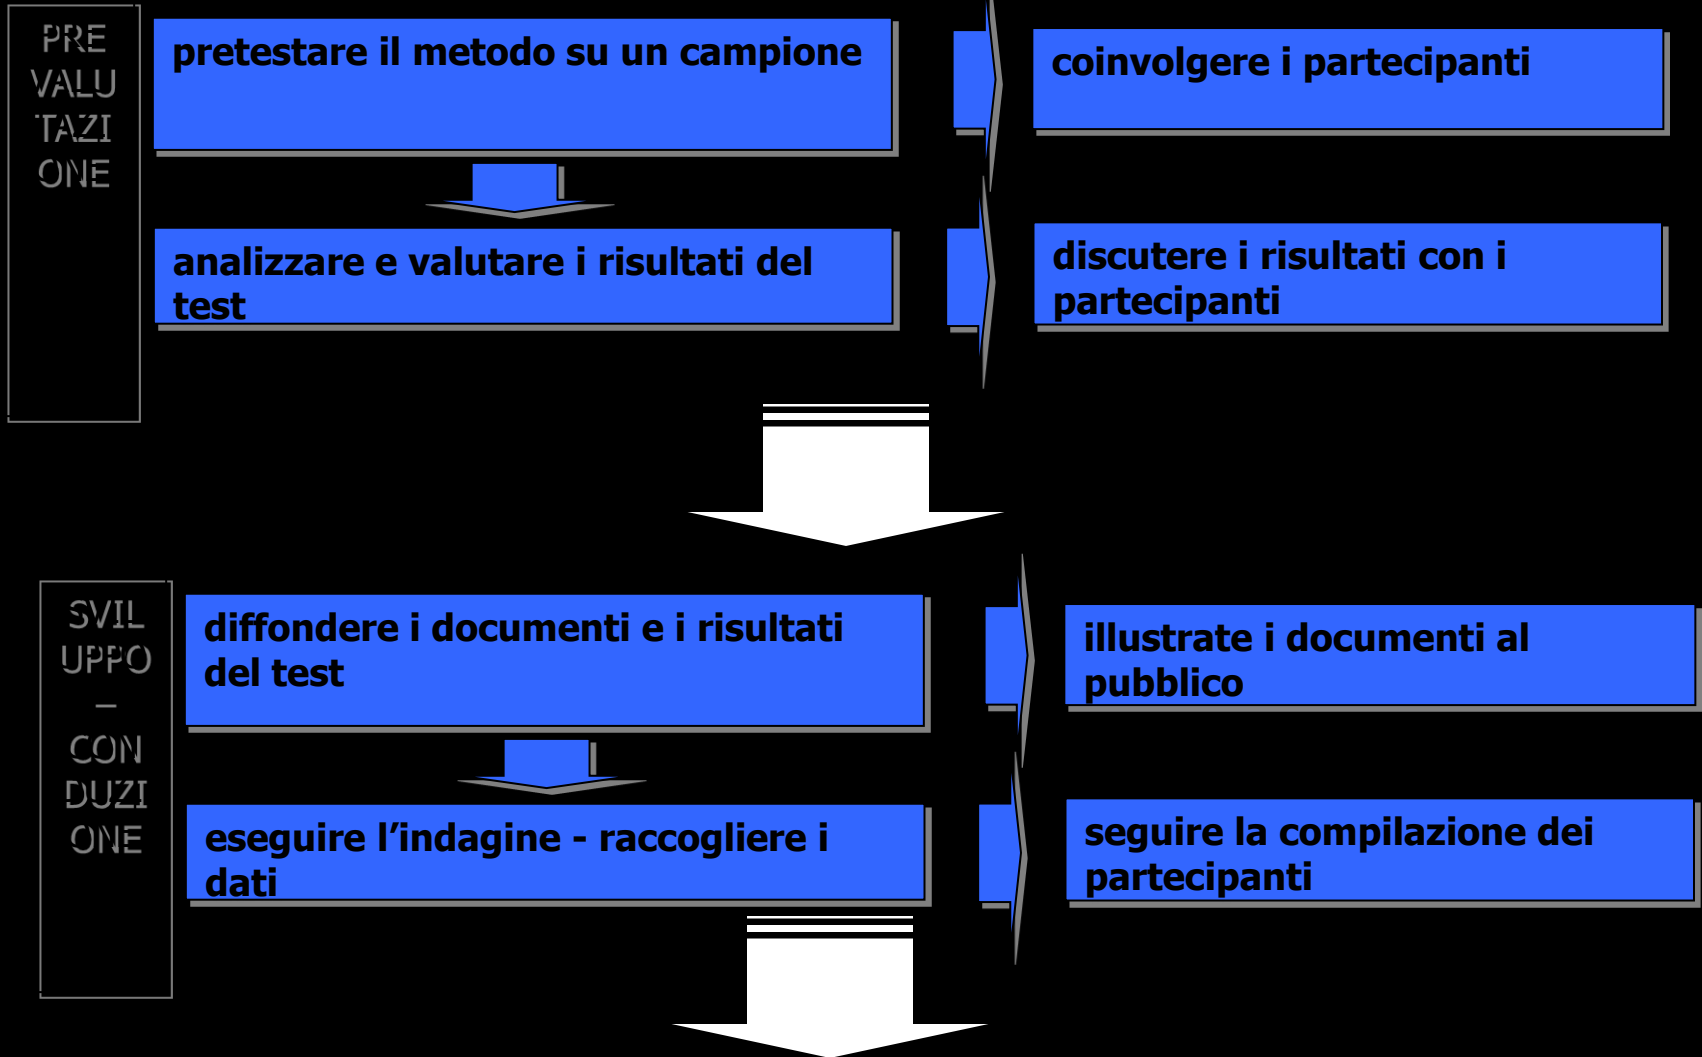 PRE
VALU
TAZI
ONE
pretestare il metodo su un campione
coinvolgere i partecipanti
analizzare e valutare i risultati del
test
discutere i risultati con i
partecipanti
SVIL
UPPO
–
CON
DUZI
ONE
diffondere i documenti e i risultati
del test
illustrate i documenti al
pubblico
eseguire l’indagine - raccogliere i
dati
seguire la compilazione dei
partecipanti